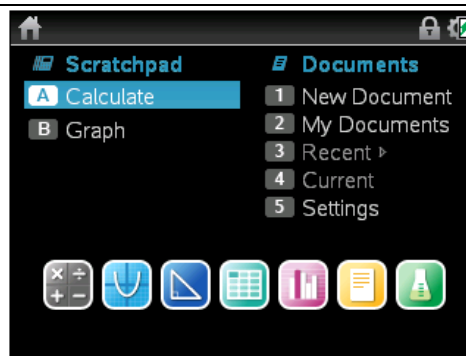 Scratchpad
A Calculate
B Graph
Documents
1 New Document
2 My Documents
3 Recent ▹
4 Current
5 Settings
× ÷ + −